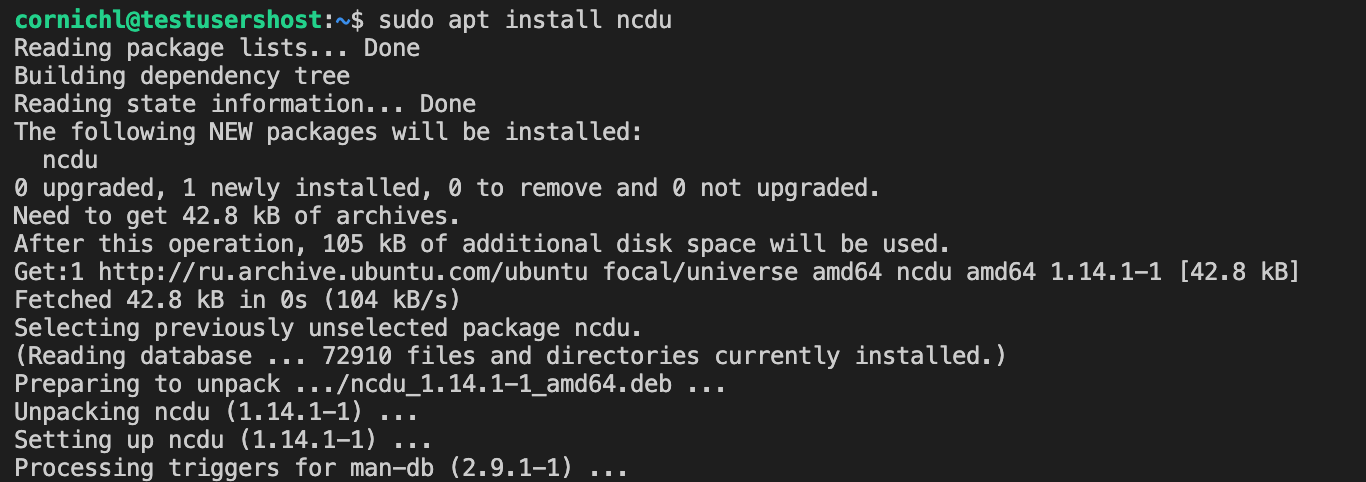 cornichl@testusershost:~$ sudo apt install ncdu
Reading package lists... Done
Building dependency tree
Reading state information... Done
The following NEW packages will be installed:
  ncdu
0 upgraded, 1 newly installed, 0 to remove and 0 not upgraded.
Need to get 42.8 kB of archives.
After this operation, 105 kB of additional disk space will be used.
Get:1 http://ru.archive.ubuntu.com/ubuntu focal/universe amd64 ncdu amd64 1.14.1-1 [42.8 kB]
Fetched 42.8 kB in 0s (104 kB/s)
Selecting previously unselected package ncdu.
(Reading database ... 72910 files and directories currently installed.)
Preparing to unpack .../ncdu_1.14.1-1_amd64.deb ...
Unpacking ncdu (1.14.1-1) ...
Setting up ncdu (1.14.1-1) ...
Processing triggers for man-db (2.9.1-1) ...